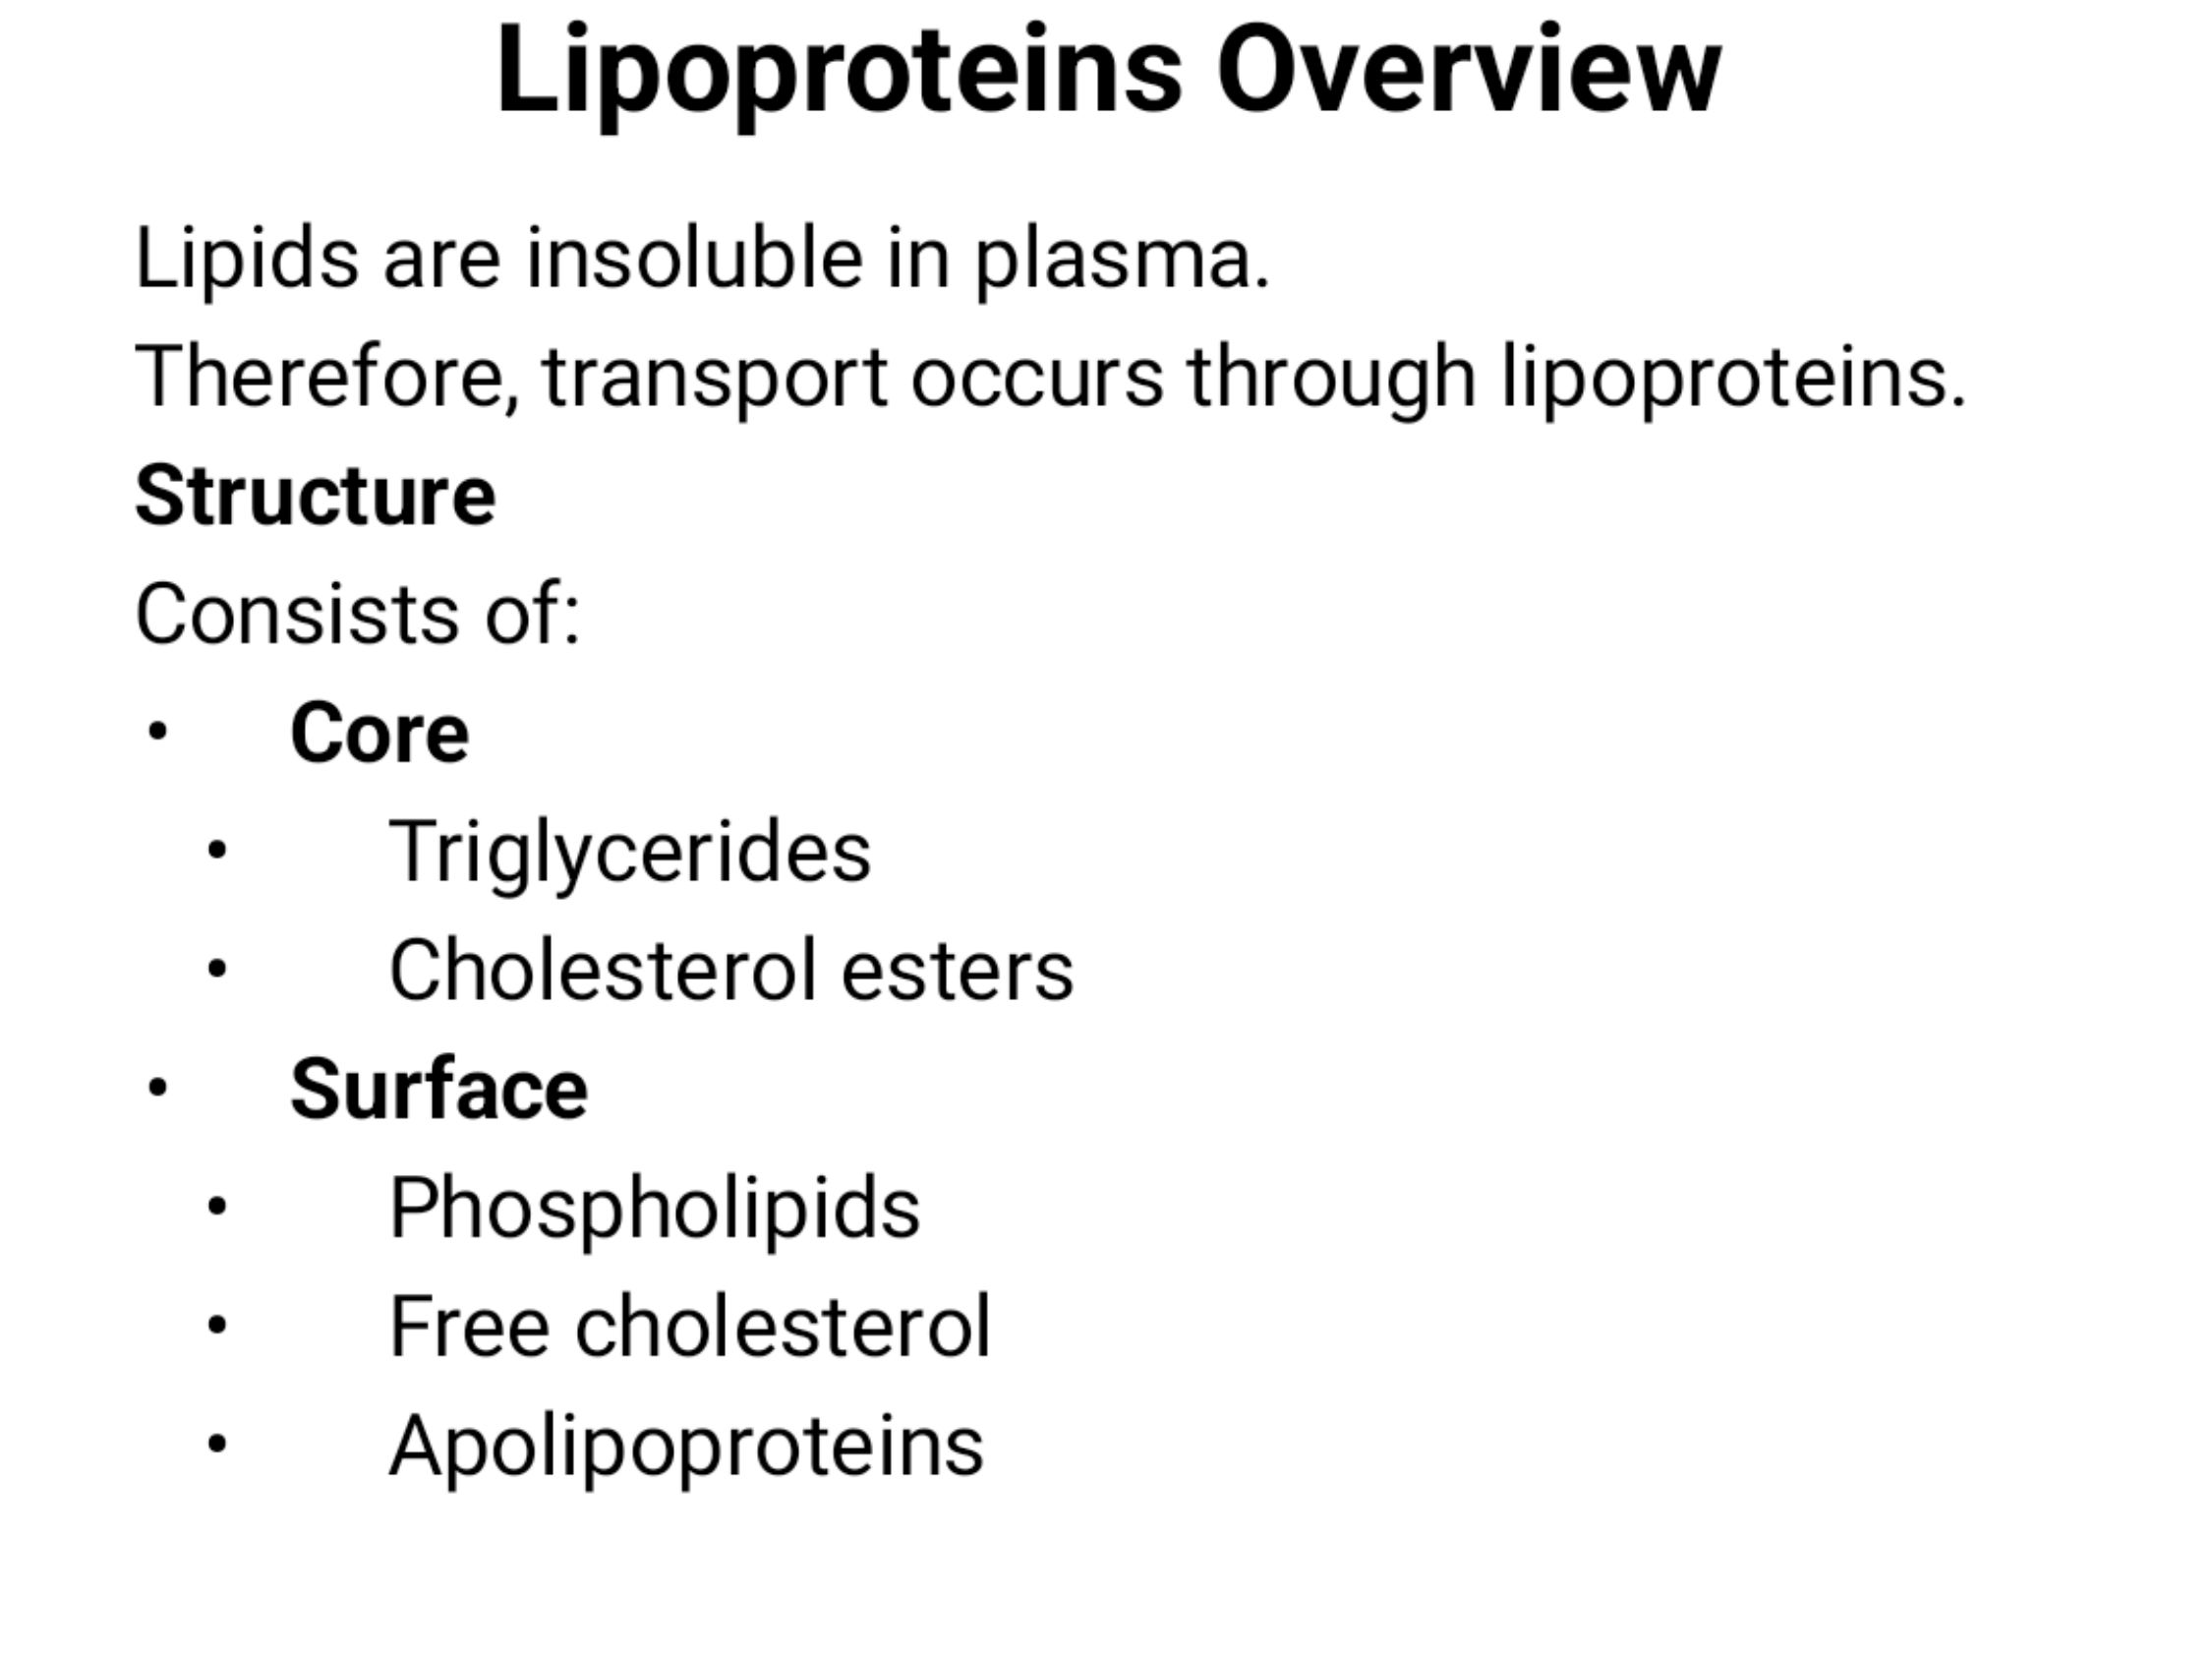 Lipoproteins Overview
Lipids are insoluble in plasma.
Therefore, transport occurs through lipoproteins.
Structure
Consists of:
• Core
• Triglycerides
• Cholesterol esters
• Surface
• Phospholipids
• Free cholesterol
• Apolipoproteins